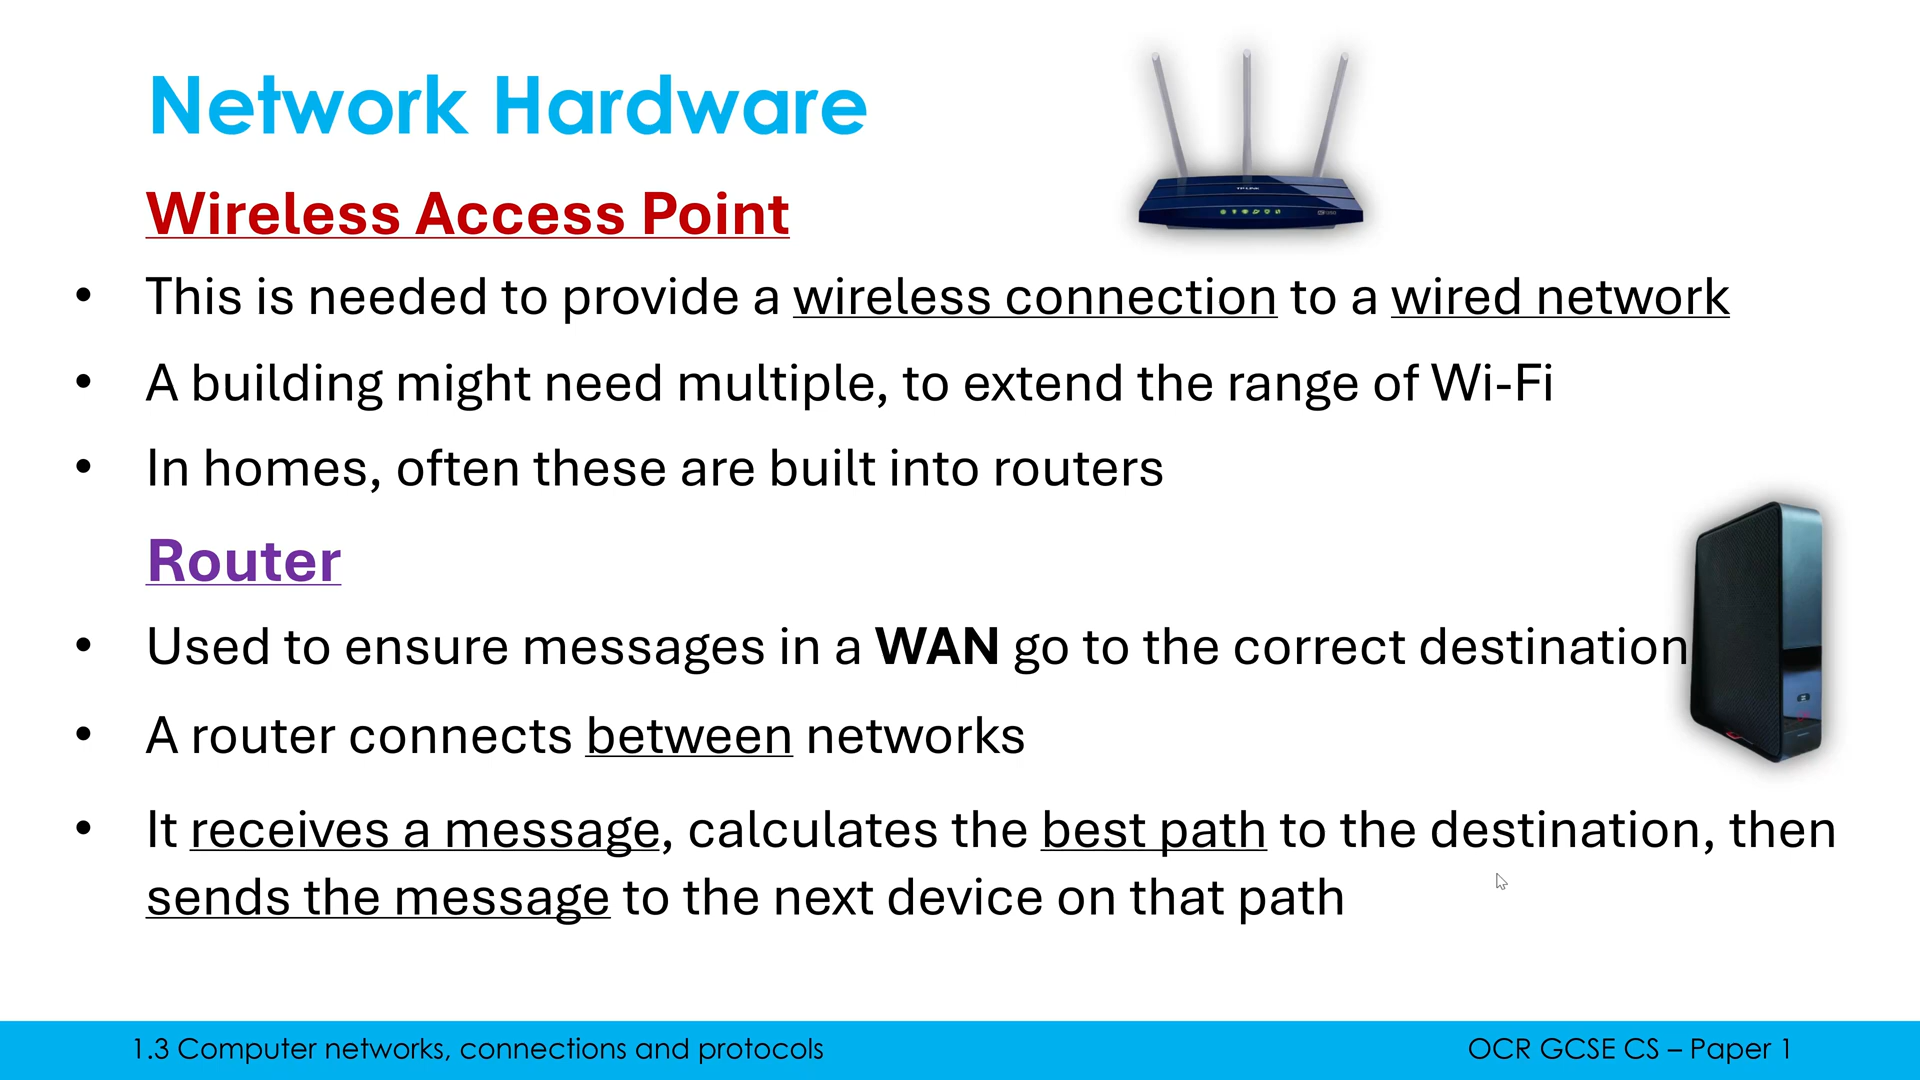 Network Hardware
Wireless Access Point
• This is needed to provide a wireless connection to a wired network
• A building might need multiple, to extend the range of Wi-Fi
• In homes, often these are built into routers
Router
• Used to ensure messages in a WAN go to the correct destination
• A router connects between networks
• It receives a message, calculates the best path to the destination, then
sends the message to the next device on that path
1.3 Computer networks, connections and protocols
OCR GCSE CS – Paper 1